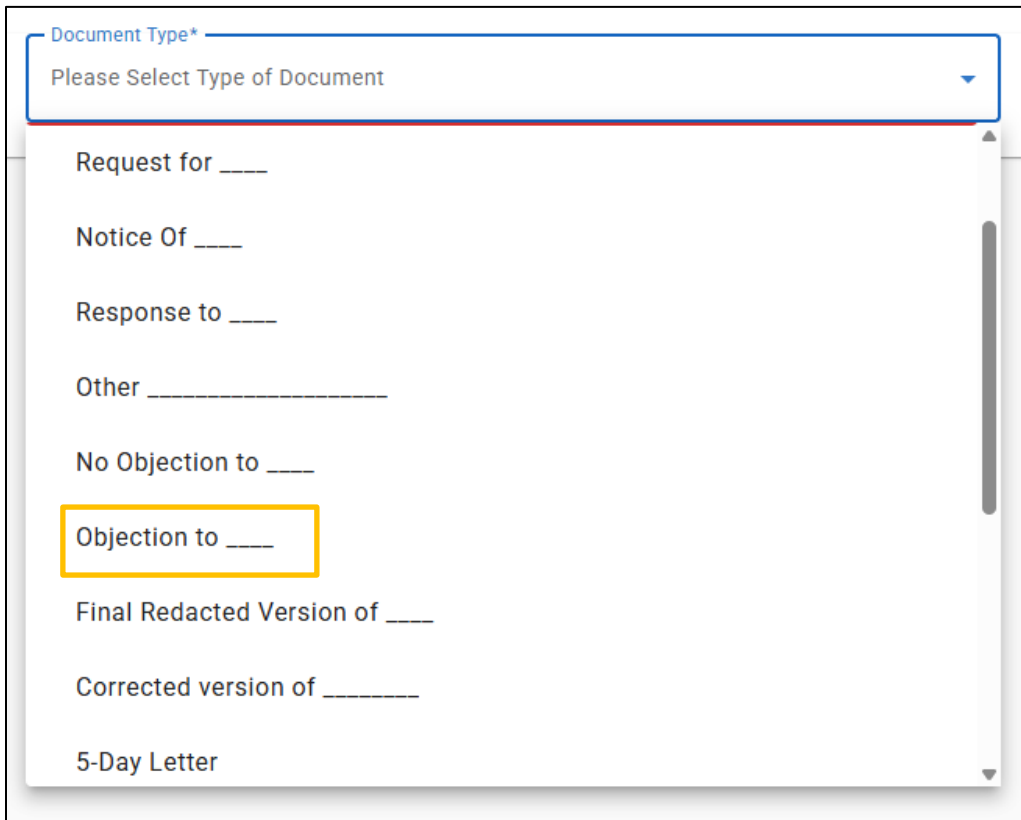 Document Type*
Please Select Type of Document
Request for ____
Notice Of ____
Response to ____
Other ____________________
No Objection to ____
Objection to ____
Final Redacted Version of ____
Corrected version of ________
5-Day Letter